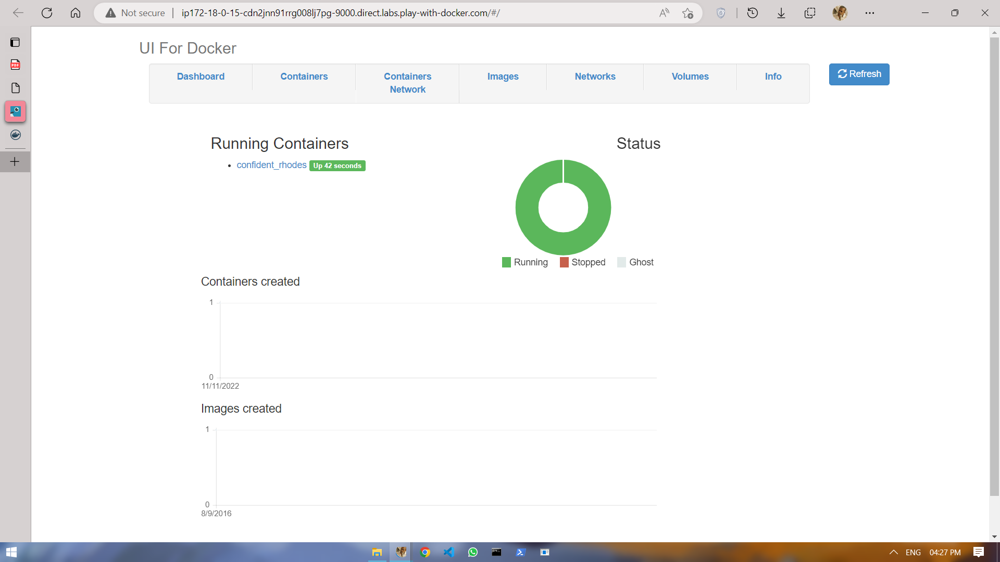 Not secure
ip172-18-0-15-cdn2jnn91rrg008lj7pg-9000.direct.labs.play-with-docker.com/#/
PDF
UI For Docker
Dashboard
Containers
Containers
Network
Images
Networks
Volumes
Info
Refresh
Running Containers
confident_rhodes Up 42 seconds
Status
Running Stopped Ghost
Containers created
1
0
11/11/2022
Images created
1
0
8/9/2016
ENG 04:27 PM